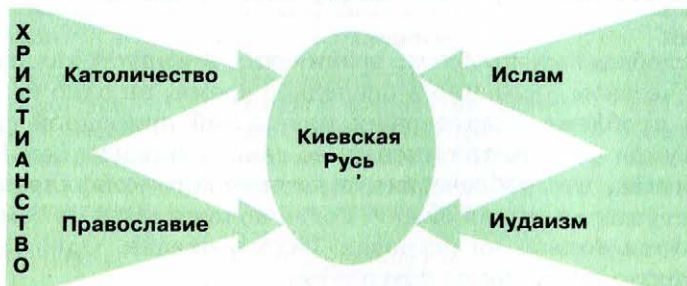 ХРИСТИАНСТВО
Католичество
Православие
Киевская
Русь
Ислам
Иудаизм